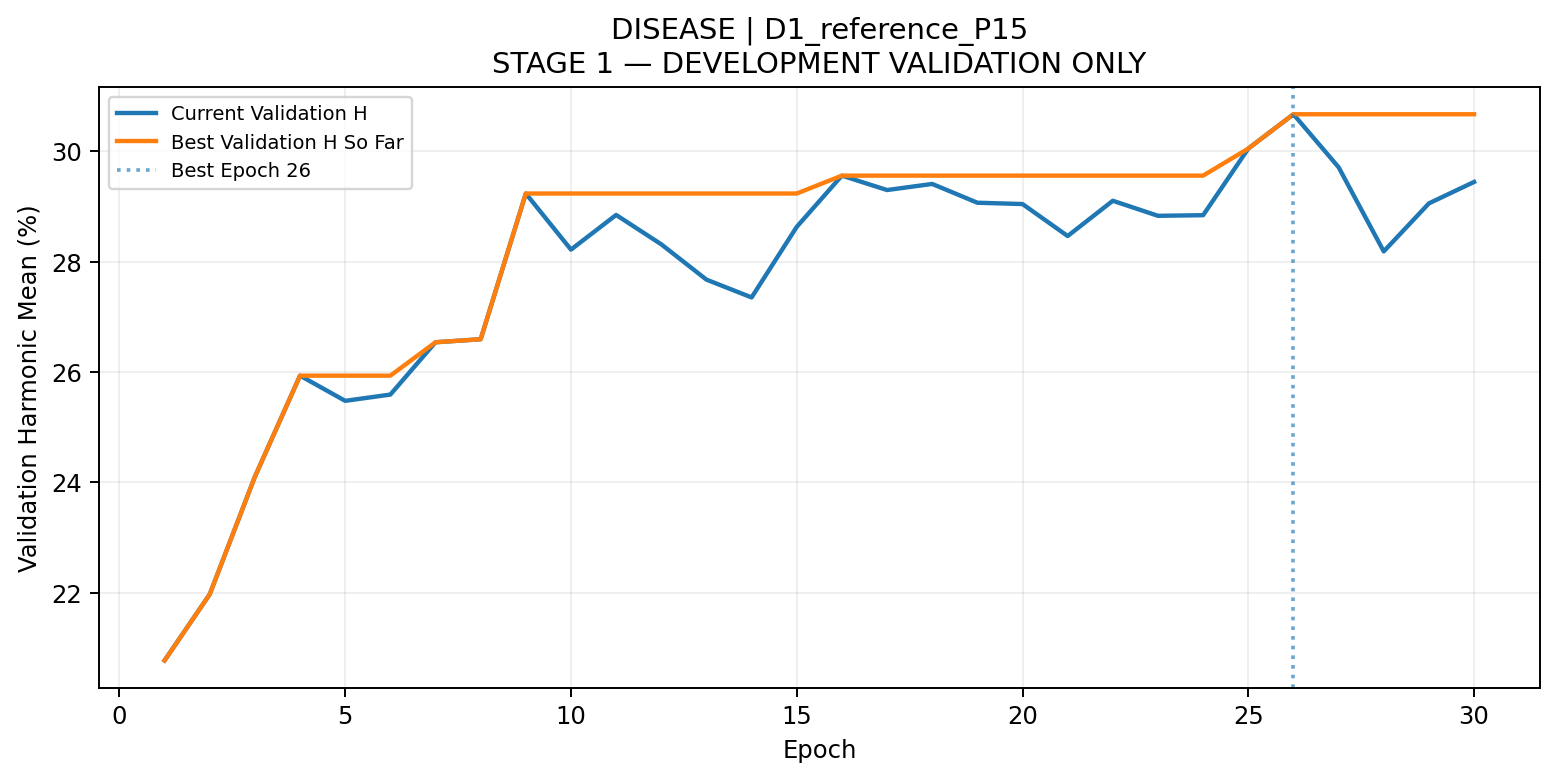 DISEASE | D1_reference_P15
STAGE 1 — DEVELOPMENT VALIDATION ONLY
Current Validation H
Best Validation H So Far
Best Epoch 26
Validation Harmonic Mean (%)
30
28
26
24
22
0 5 10 15 20 25 30
Epoch